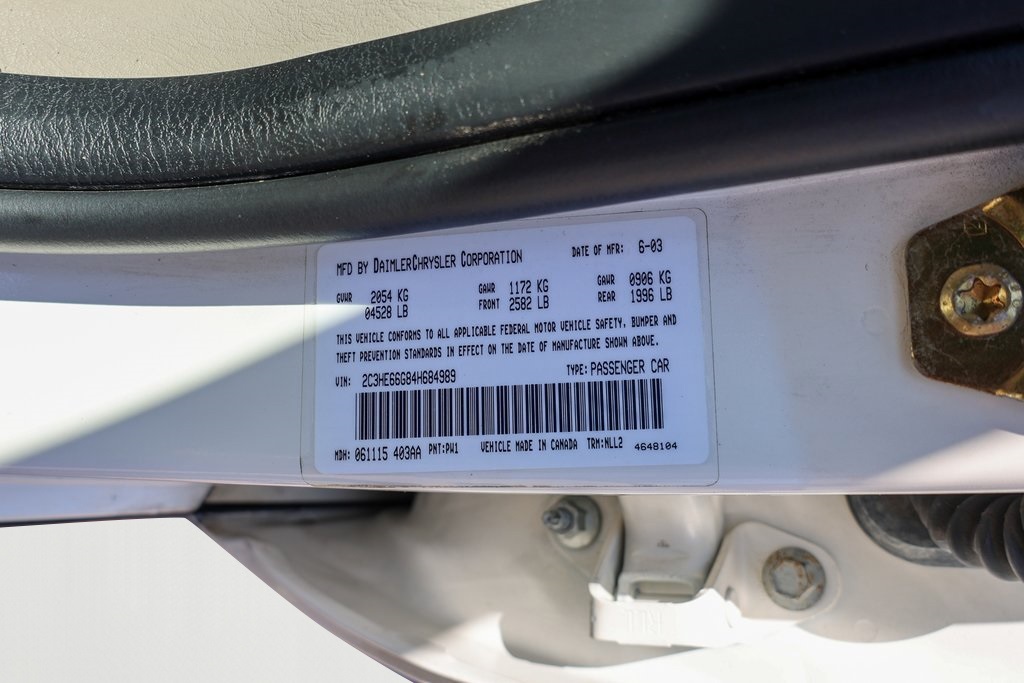 MFD BY DAIMLERCHRYSLER CORPORATION DATE OF MFR: 6-03
GVWR 2054 KG GAWR 1172 KG GAWR 0906 KG
04528 LB FRONT 2582 LB REAR 1996 LB
THIS VEHICLE CONFORMS TO ALL APPLICABLE FEDERAL MOTOR VEHICLE SAFETY, BUMPER AND
THEFT PREVENTION STANDARDS IN EFFECT ON THE DATE OF MANUFACTURE SHOWN ABOVE.
VIN: 2C3HE66G84H684989 TYPE: PASSENGER CAR
MDH: 061115 403AA PNT:PW1 VEHICLE MADE IN CANADA TRM:NLL2 4648104